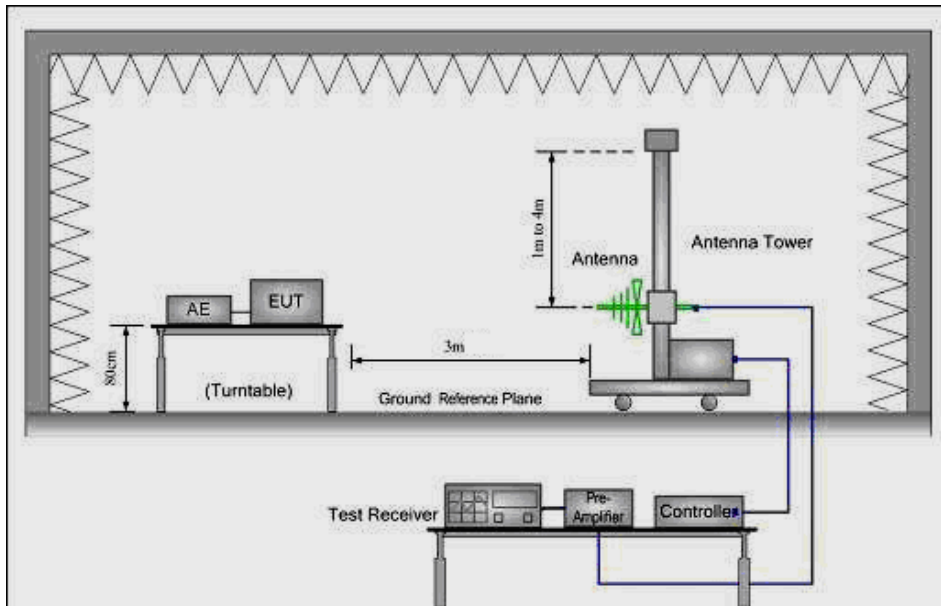 1m to 4m
Antenna
Antenna Tower
AE
EUT
80cm
3m
(Turntable)
Ground Reference Plane
Test Receiver
Pre-
Amplifier
Controller